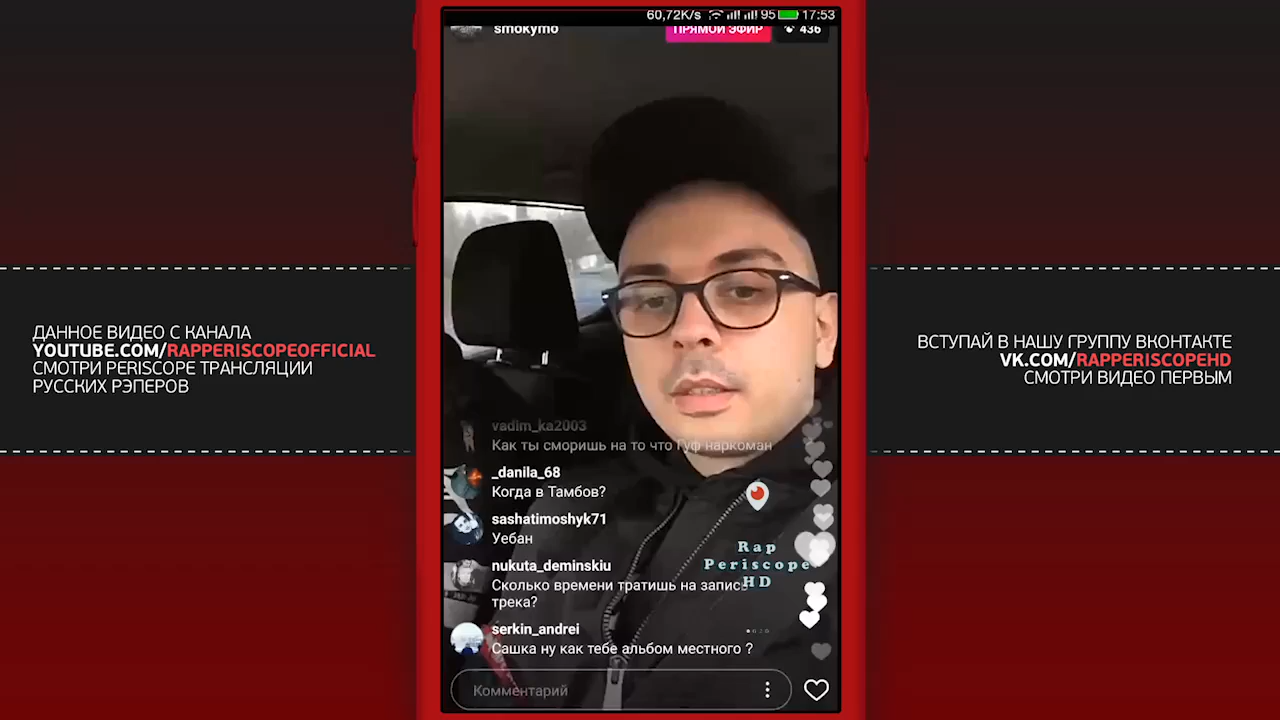 60,72K/s 95 17:53
smokymo ПРЯМОЙ ЭФИР 436
ДАННОЕ ВИДЕО С КАНАЛА
YOUTUBE.COM/RAPPERISCOPEOFFICIAL
СМОТРИ PERISCOPE ТРАНСЛЯЦИИ
РУССКИХ РЭПЕРОВ
ВСТУПАЙ В НАШУ ГРУППУ ВКОНТАКТЕ
VK.COM/RAPPERISCOPEHD
СМОТРИ ВИДЕО ПЕРВЫМ
vadim_ka2003
Как ты сморишь на то что Гуф наркоман
_danila_68
Когда в Тамбов?
sashatimoshyk71
Уебан
nukuta_deminskiu
Сколько времени тратишь на запись
трека?
serkin_andrei
Сашка ну как тебе альбом местного ?
Rap
Periscope
HD
Комментарий